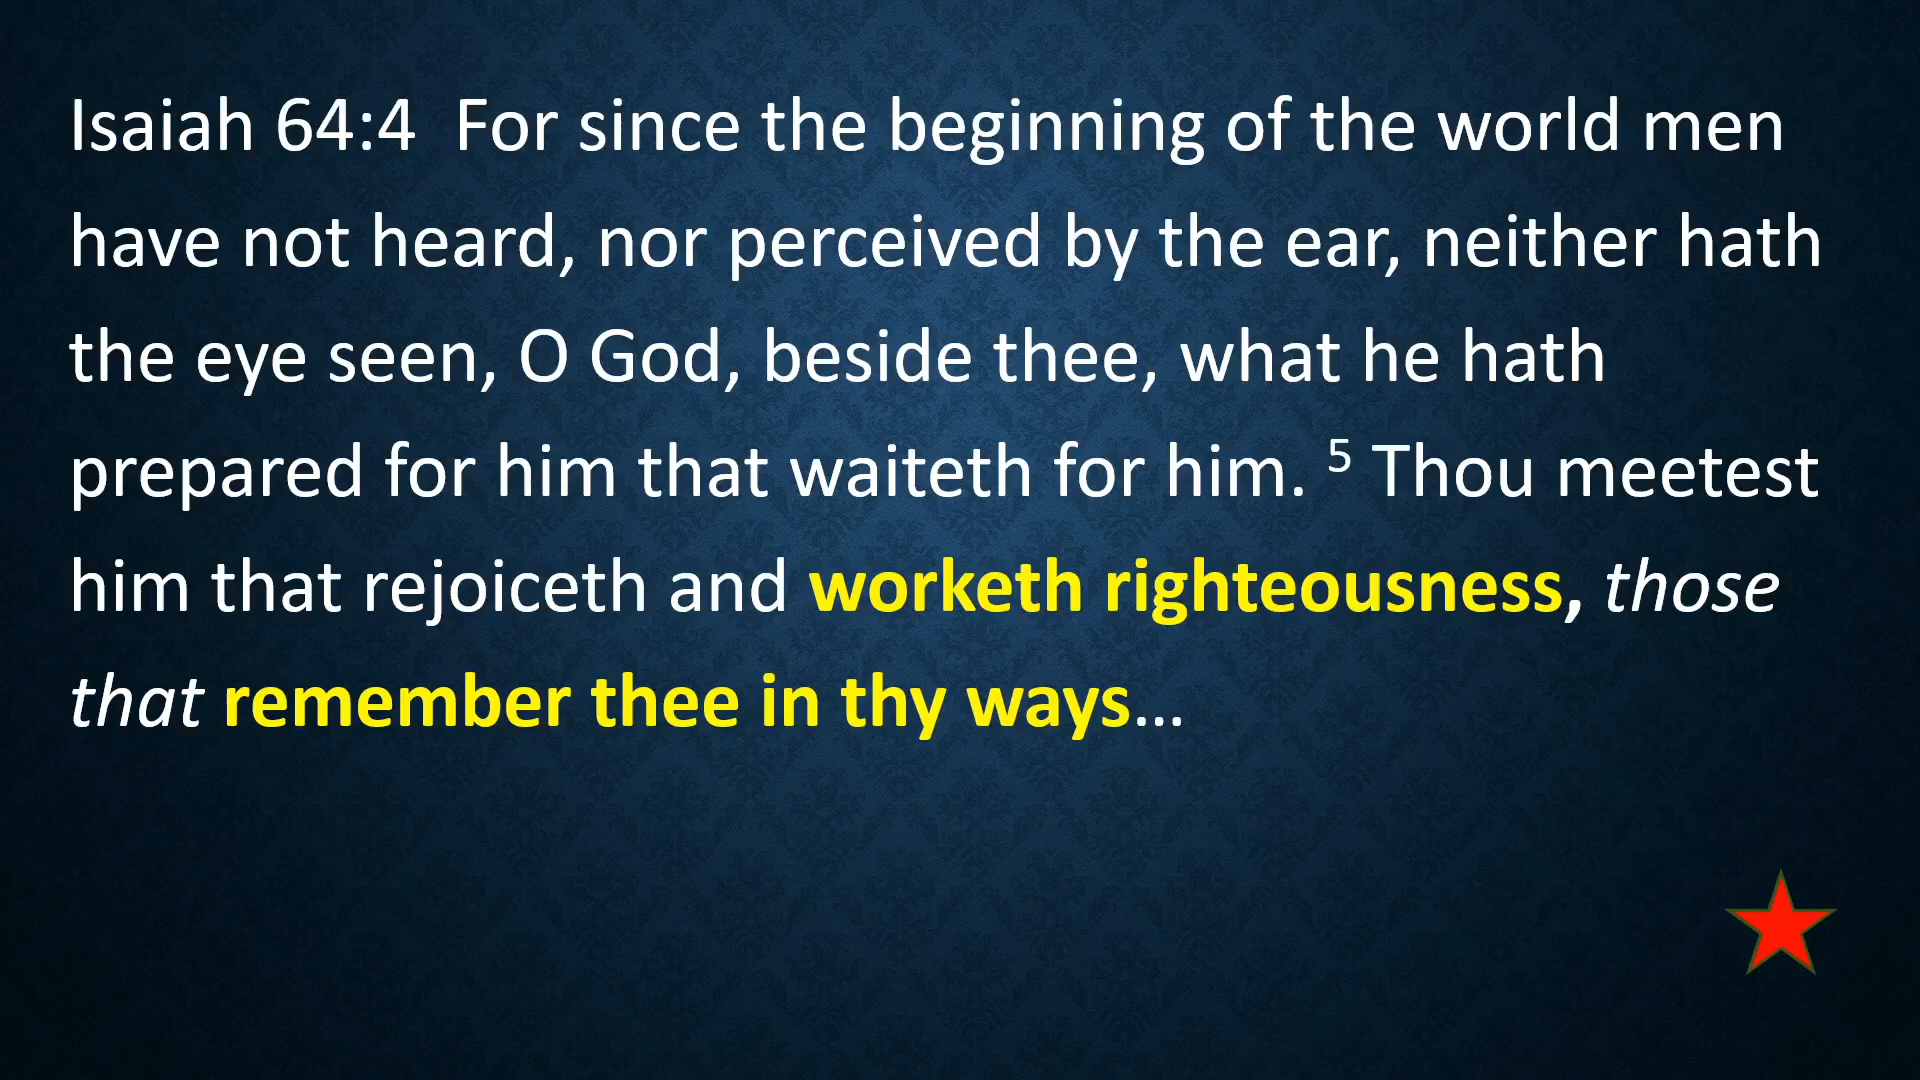 Isaiah 64:4  For since the beginning of the world men
have not heard, nor perceived by the ear, neither hath
the eye seen, O God, beside thee, what he hath
prepared for him that waiteth for him. ⁵ Thou meetest
him that rejoiceth and worketh righteousness, those
that remember thee in thy ways...